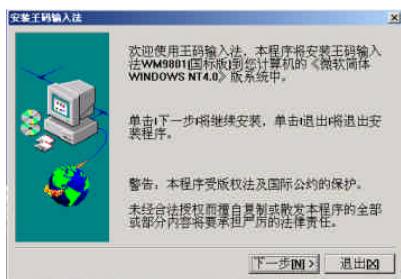 安装王码输入法
欢迎使用王码输入法，本程序将安装王码输入
法WM9801(国标版)到您计算机的《微软简体
WINDOWS NT4.0》版系统中。
单击'下一步'将继续安装，单击'退出'将退出安
装程序。
警告：本程序受版权法及国际公约的保护。
未经合法授权而擅自复制或散发本程序的全部
或部分内容将要承担严厉的法律责任。
下一步[N]>
退出[X]